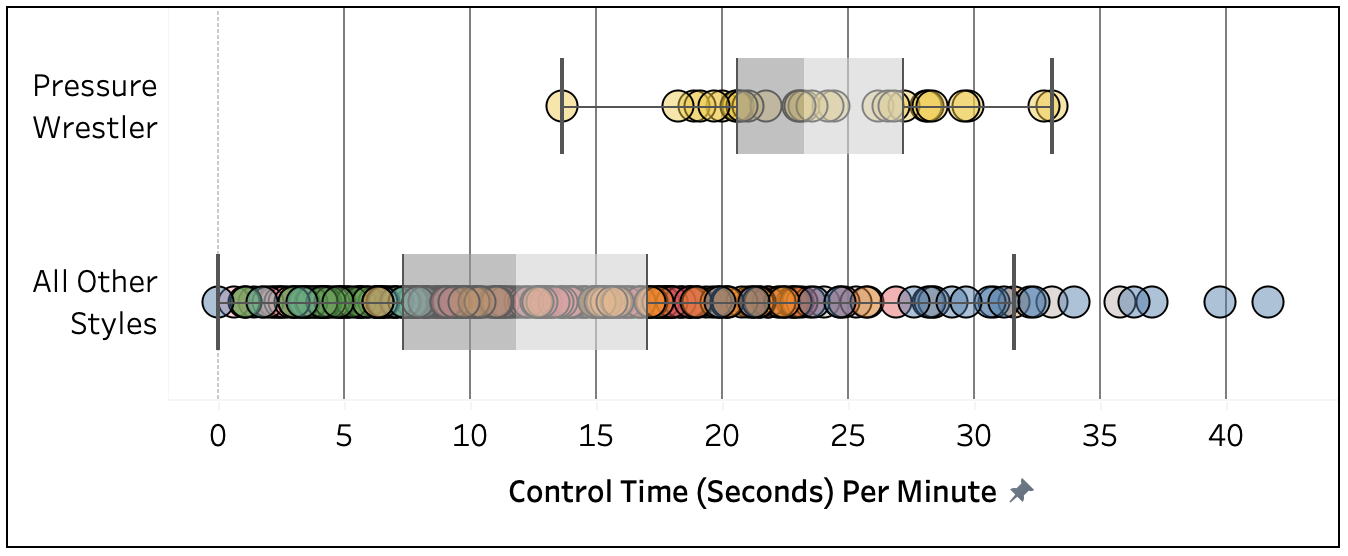 Pressure
Wrestler
All Other
Styles
0 5 10 15 20 25 30 35 40
Control Time (Seconds) Per Minute